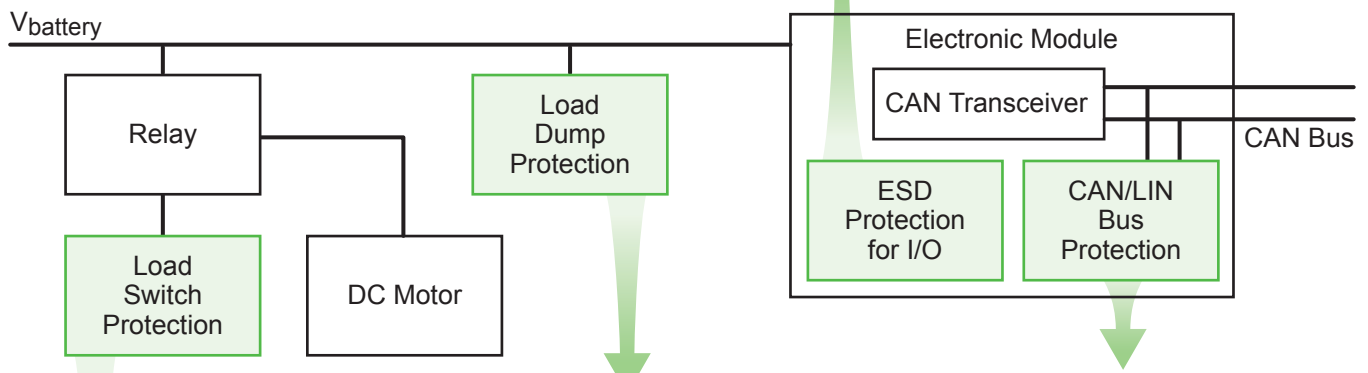 Vbattery
Relay
Load
Switch
Protection
DC Motor
Load
Dump
Protection
Electronic Module
CAN Transceiver
CAN Bus
ESD
Protection
for I/O
CAN/LIN
Bus
Protection